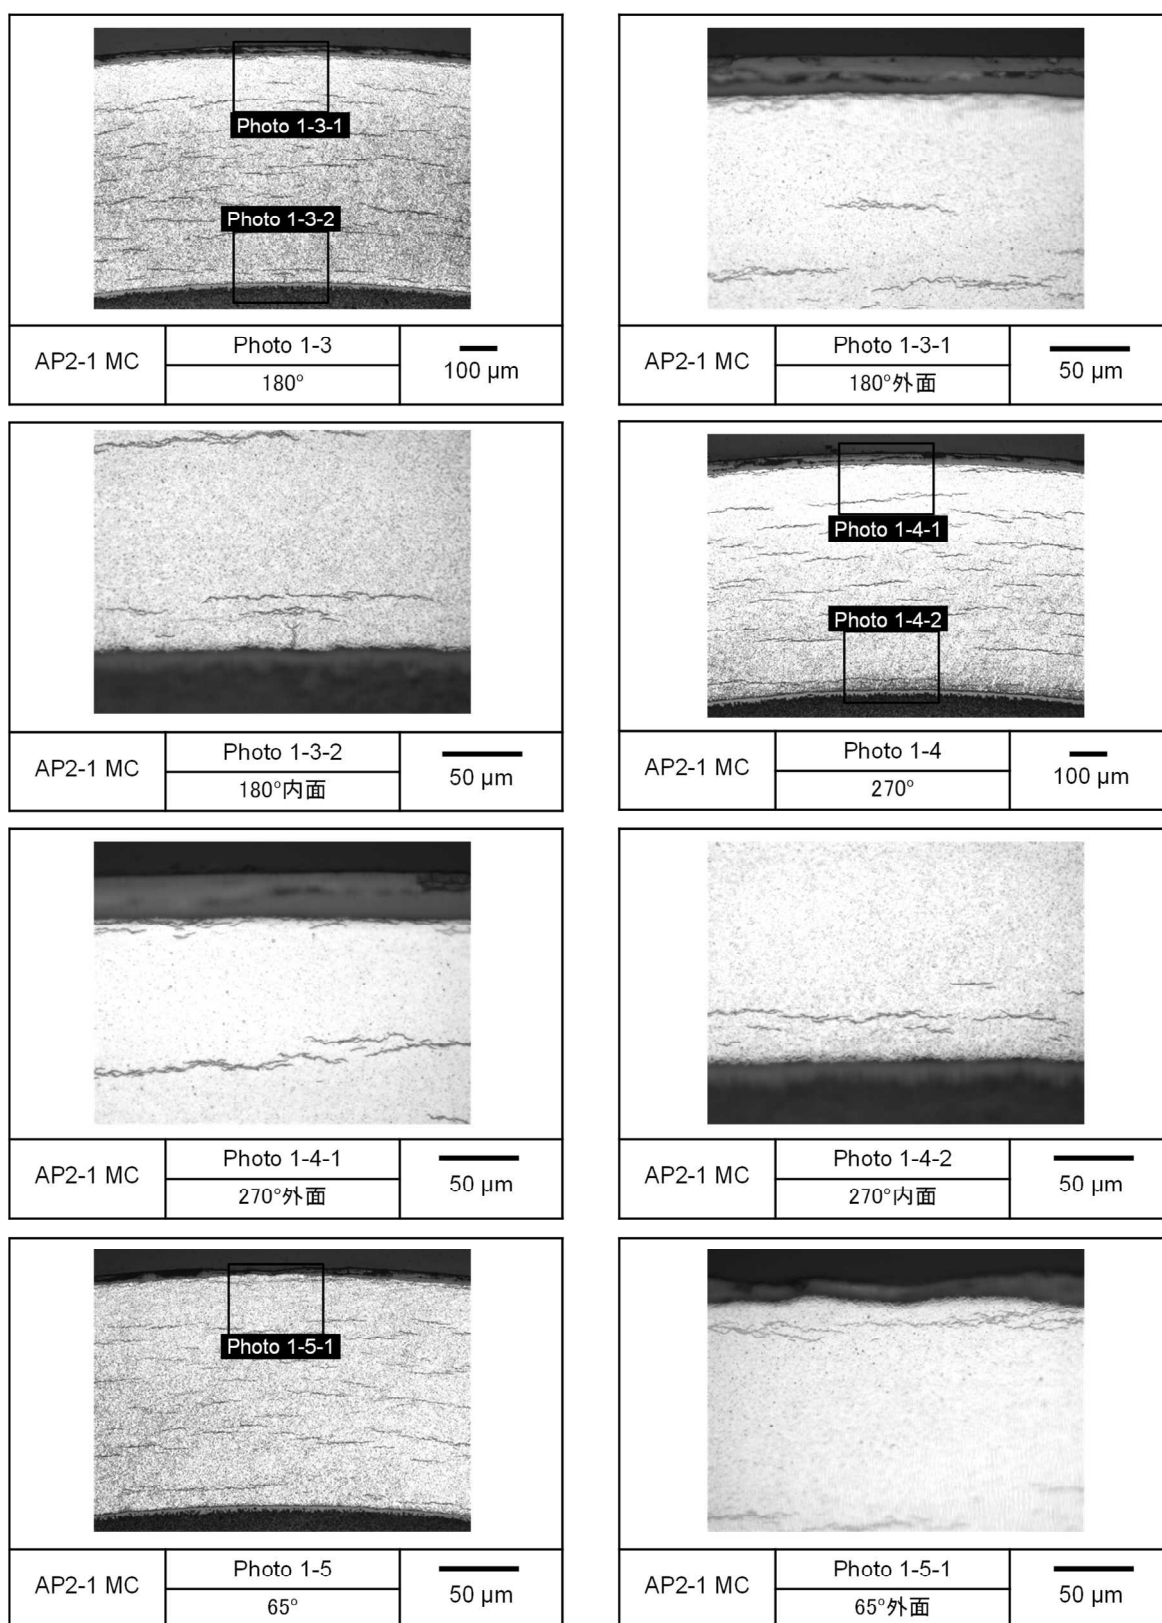 Photo 1-3-1
Photo 1-3-2
AP2-1 MC
Photo 1-3
180°
100 µm
AP2-1 MC
Photo 1-3-1
180°外面
50 µm
AP2-1 MC
Photo 1-3-2
180°内面
50 µm
Photo 1-4-1
Photo 1-4-2
AP2-1 MC
Photo 1-4
270°
100 µm
AP2-1 MC
Photo 1-4-1
270°外面
50 µm
AP2-1 MC
Photo 1-4-2
270°内面
50 µm
Photo 1-5-1
AP2-1 MC
Photo 1-5
65°
50 µm
AP2-1 MC
Photo 1-5-1
65°外面
50 µm